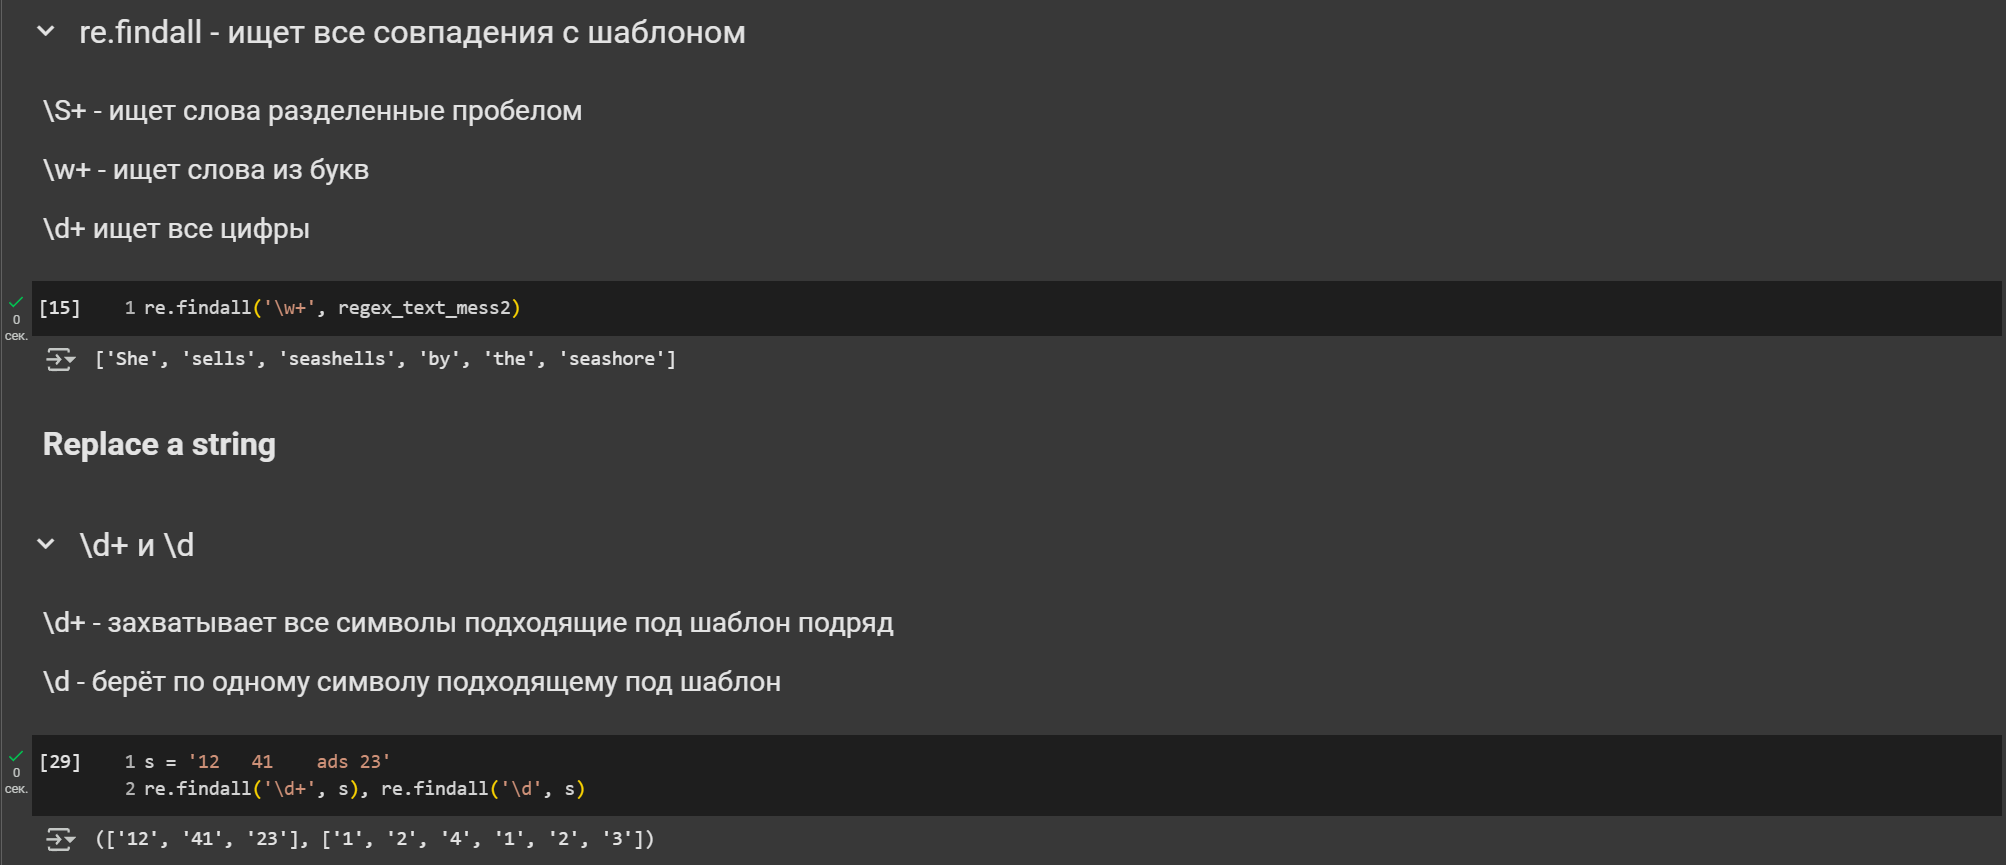 re.findall - ищет все совпадения с шаблоном
\S+ - ищет слова разделенные пробелом
\w+ - ищет слова из букв
\d+ ищет все цифры
[15] 1 re.findall('\w+', regex_text_mess2)
0
сек.
['She', 'sells', 'seashells', 'by', 'the', 'seashore']
Replace a string
\d+ и \d
\d+ - захватывает все символы подходящие под шаблон подряд
\d - берёт по одному символу подходящему под шаблон
[29] 1 s = '12   41    ads 23'
0 2 re.findall('\d+', s), re.findall('\d', s)
сек.
(['12', '41', '23'], ['1', '2', '4', '1', '2', '3'])